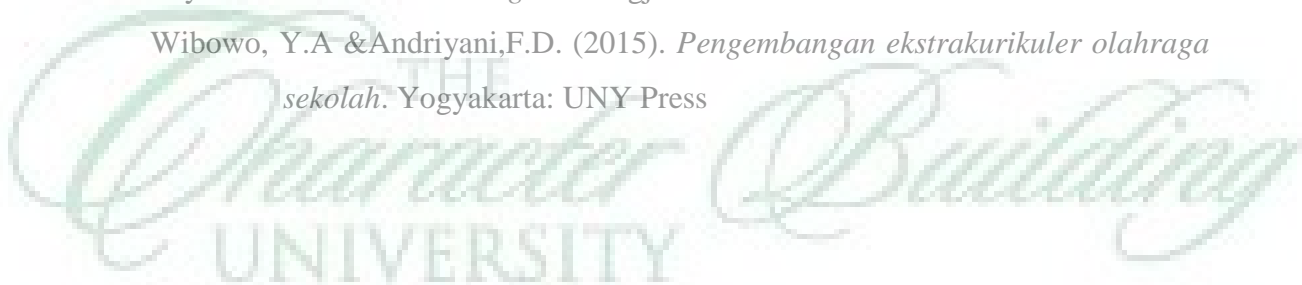 Wibowo, Y.A &Andriyani,F.D. (2015). Pengembangan ekstrakurikuler olahraga
sekolah. Yogyakarta: UNY Press
THE
Character Building
UNIVERSITY